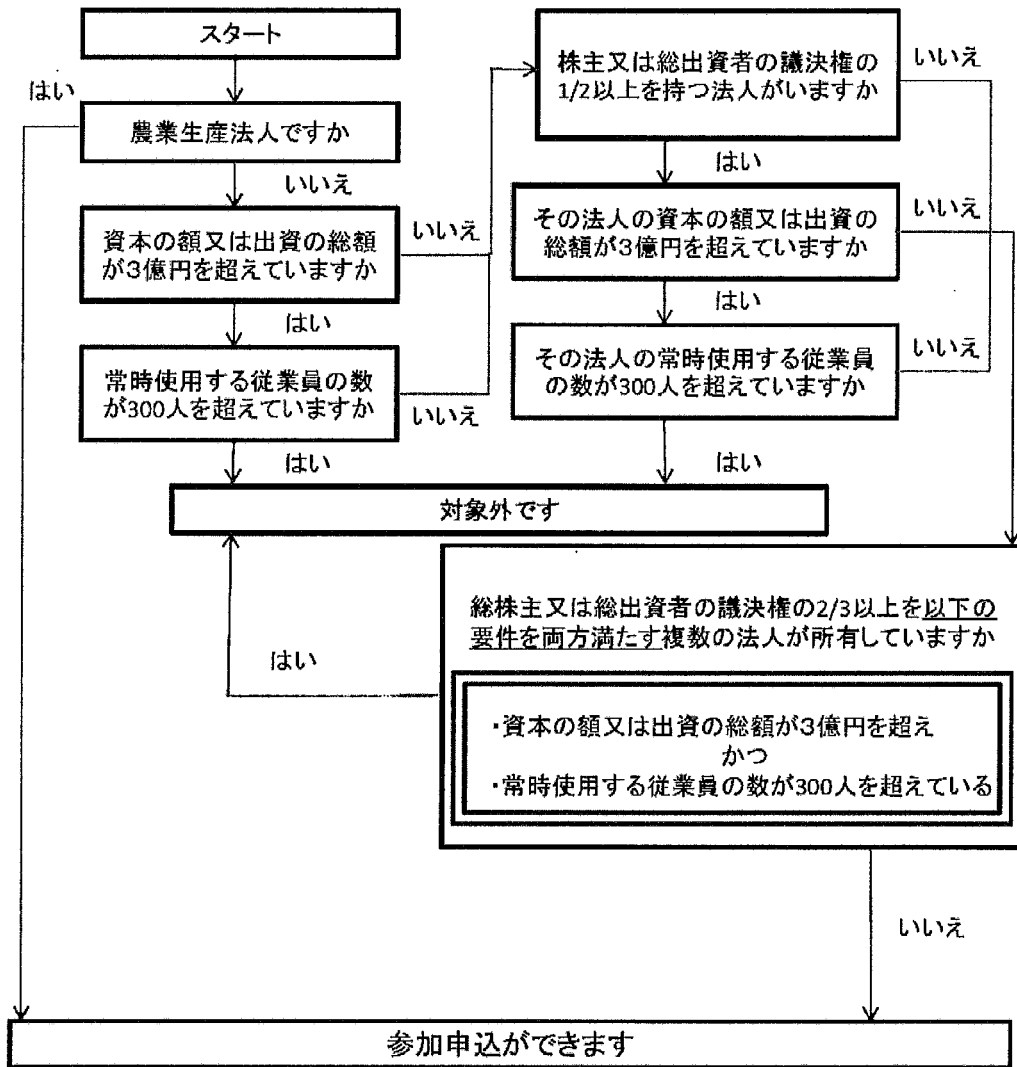 スタート
はい
農業生産法人ですか
いいえ
資本の額又は出資の総額
が3億円を超えていますか
いいえ
はい
常時使用する従業員の数
が300人を超えていますか
いいえ
はい
株主又は総出資者の議決権の
1/2以上を持つ法人がいますか
いいえ
はい
その法人の資本の額又は出資の
総額が3億円を超えていますか
いいえ
はい
その法人の常時使用する従業員
の数が300人を超えていますか
いいえ
はい
対象外です
総株主又は総出資者の議決権の2/3以上を以下の
要件を両方満たす複数の法人が所有していますか
はい
・資本の額又は出資の総額が3億円を超え
かつ
・常時使用する従業員の数が300人を超えている
いいえ
参加申込ができます